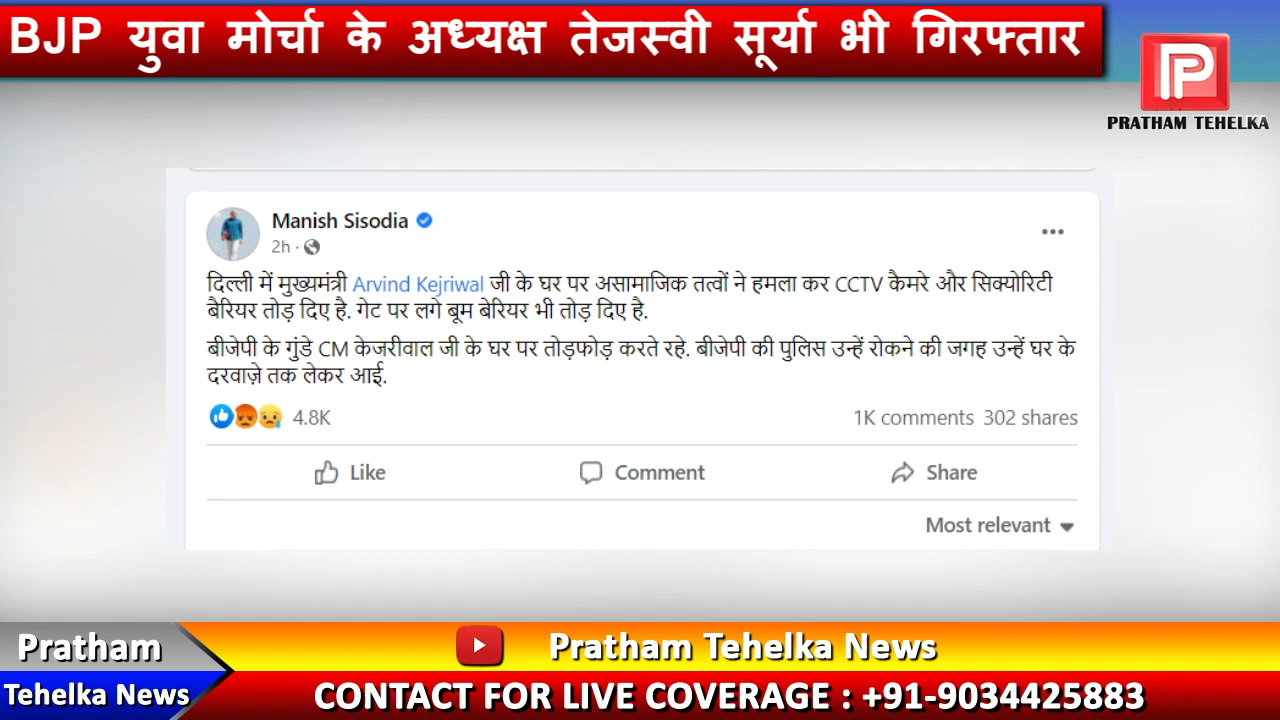 BJP युवा मोर्चा के अध्यक्ष तेजस्वी सूर्या भी गिरफ्तार
PRATHAM TEHELKA
Manish Sisodia
2h ·
दिल्ली में मुख्यमंत्री Arvind Kejriwal जी के घर पर असामाजिक तत्वों ने हमला कर CCTV कैमरे और सिक्योरिटी
बैरियर तोड़ दिए है. गेट पर लगे बूम बेरियर भी तोड़ दिए है.
बीजेपी के गुंडे CM केजरीवाल जी के घर पर तोड़फोड़ करते रहे. बीजेपी की पुलिस उन्हें रोकने की जगह उन्हें घर के
दरवाज़े तक लेकर आई.
4.8K 1K comments 302 shares
Like Comment Share
Most relevant
Pratham
Tehelka News
Pratham Tehelka News
CONTACT FOR LIVE COVERAGE : +91-9034425883